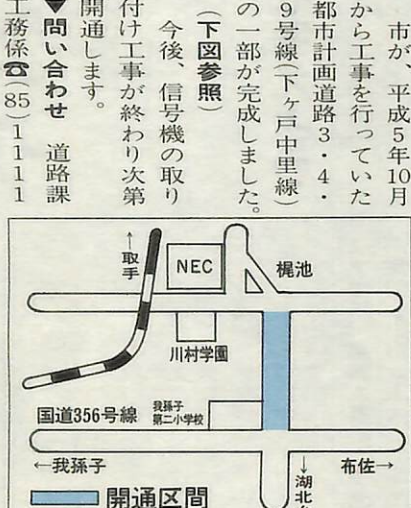 市が、平成5年10月
から工事を行っていた
都市計画道路3・4・
9号線(下ヶ戸中里線)
の一部が完成しました。
(下図参照)
今後、信号機の取り
付け工事が終わり次第
開通します。
▼問い合わせ 道路課
工務係☎(85)1111
←取手
NEC
梶池
川村学園
国道356号線
我孫子
第二小学校
←我孫子
↓湖北台
布佐→
開通区間